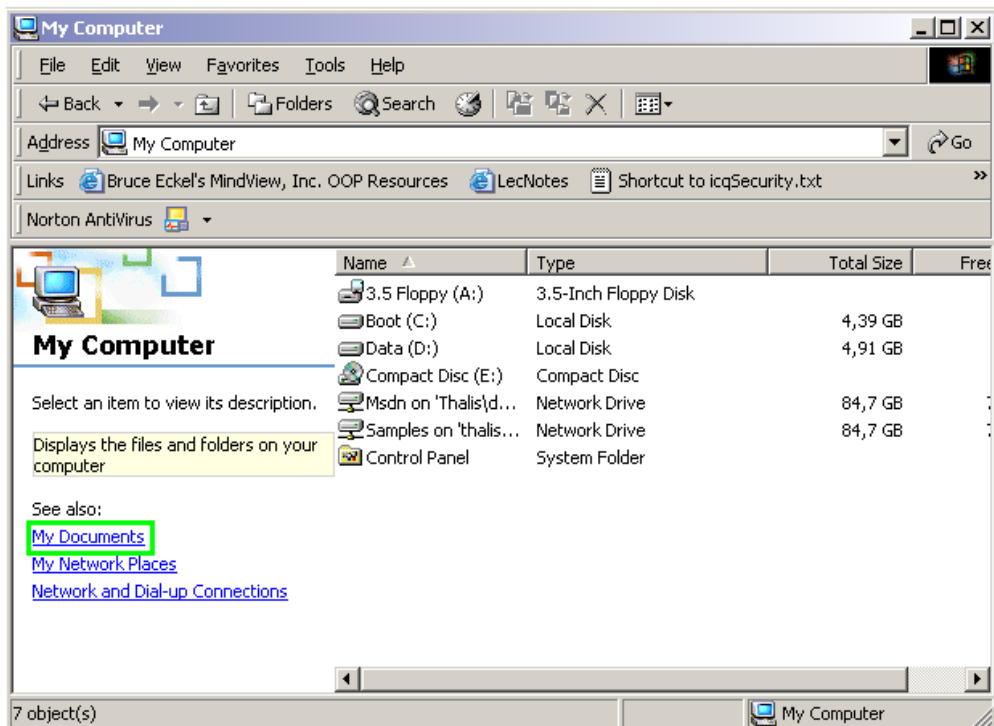 My Computer
File Edit View Favorites Tools Help
Back Folders Search
Address My Computer Go
Links Bruce Eckel's MindView, Inc. OOP Resources LecNotes Shortcut to icqSecurity.txt »
Norton AntiVirus
My Computer
Select an item to view its description.
Displays the files and folders on your
computer
See also:
My Documents
My Network Places
Network and Dial-up Connections
Name Type Total Size Free
3.5 Floppy (A:) 3.5-Inch Floppy Disk
Boot (C:) Local Disk 4,39 GB
Data (D:) Local Disk 4,91 GB
Compact Disc (E:) Compact Disc
Msdn on 'Thalis\d... Network Drive 84,7 GB
Samples on 'thalis... Network Drive 84,7 GB
Control Panel System Folder
7 object(s) My Computer